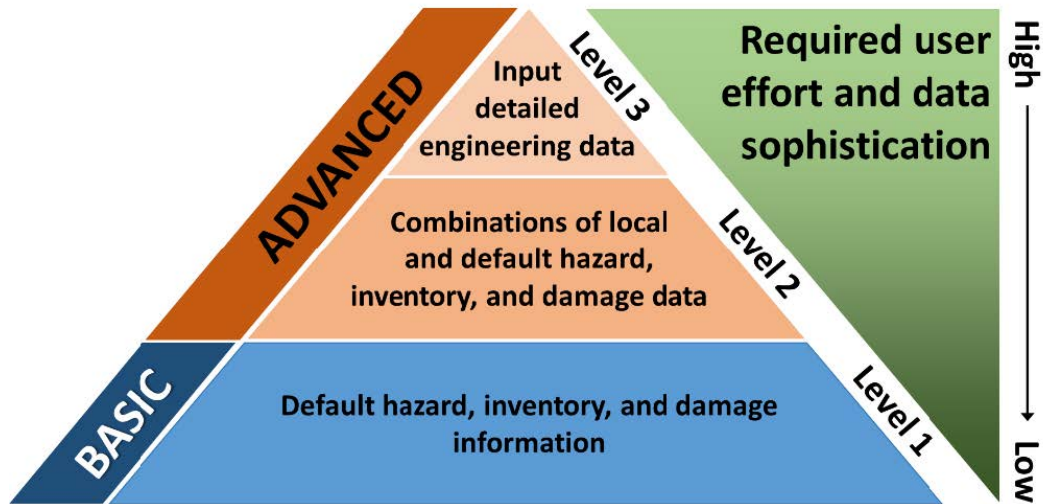 ADVANCED
BASIC
Input
detailed
engineering data
Combinations of local
and default hazard,
inventory, and damage data
Default hazard, inventory, and damage
information
Level 3
Level 2
Level 1
Required user
effort and data
sophistication
High
Low